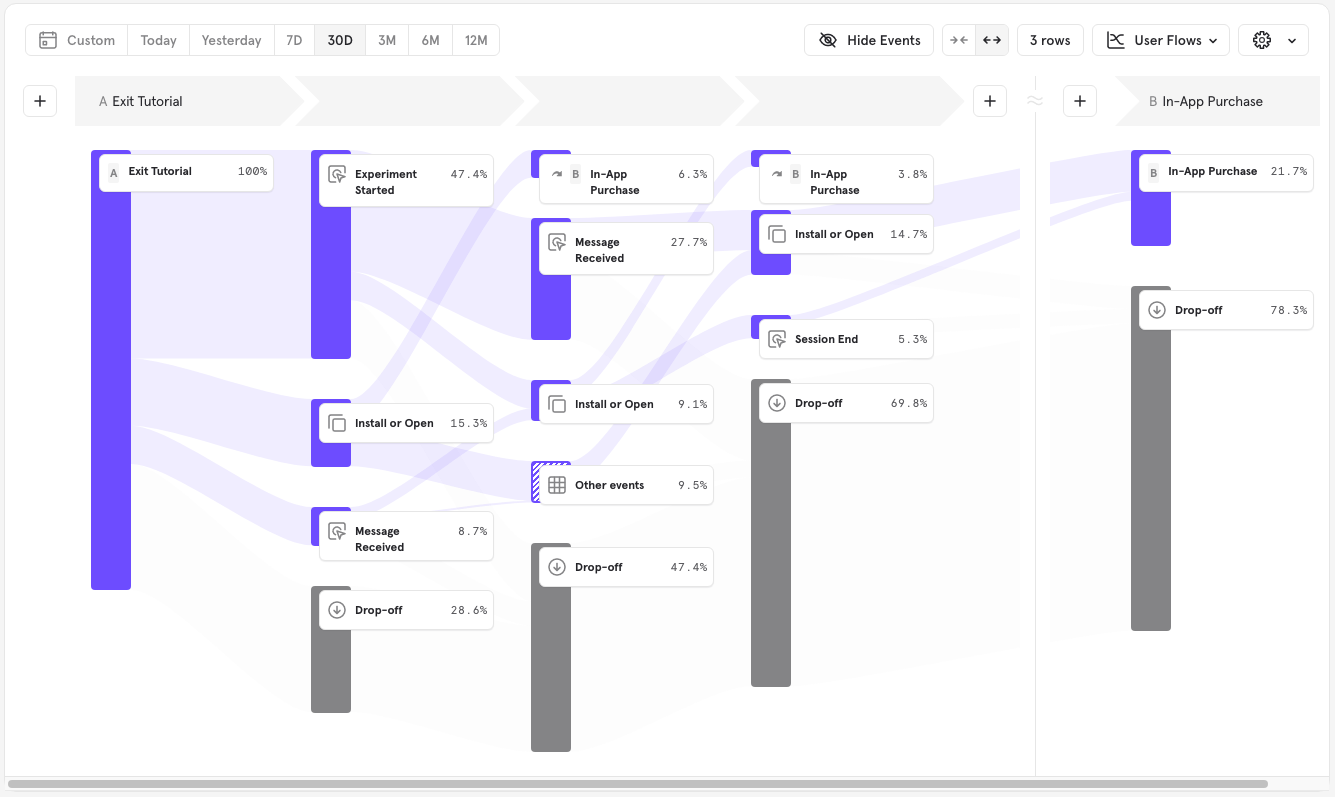 Custom Today Yesterday 7D 30D 3M 6M 12M Hide Events 3 rows User Flows
A Exit Tutorial
B In-App Purchase
A Exit Tutorial 100%
Experiment Started 47.4%
Install or Open 15.3%
Message Received 8.7%
Drop-off 28.6%
B In-App Purchase 6.3%
Message Received 27.7%
Install or Open 9.1%
Other events 9.5%
Drop-off 47.4%
B In-App Purchase 3.8%
Install or Open 14.7%
Session End 5.3%
Drop-off 69.8%
B In-App Purchase 21.7%
Drop-off 78.3%